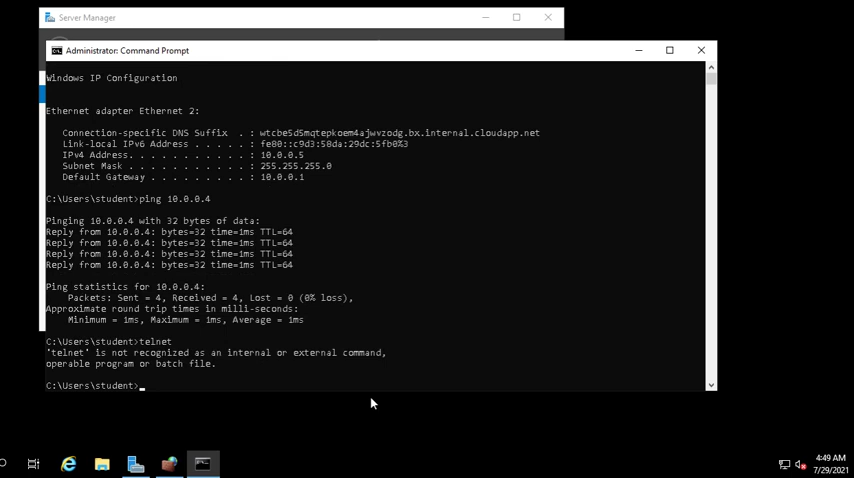 Server Manager
Administrator: Command Prompt
Windows IP Configuration
Ethernet adapter Ethernet 2:
Connection-specific DNS Suffix . : wtcbe5d5mqtepkoem4ajwvzodg.bx.internal.cloudapp.net
Link-local IPv6 Address . . . . . : fe80::c9d3:58da:29dc:5fb0%3
IPv4 Address. . . . . . . . . . . : 10.0.0.5
Subnet Mask . . . . . . . . . . . : 255.255.255.0
Default Gateway . . . . . . . . . : 10.0.0.1
C:\Users\student>ping 10.0.0.4
Pinging 10.0.0.4 with 32 bytes of data:
Reply from 10.0.0.4: bytes=32 time=1ms TTL=64
Reply from 10.0.0.4: bytes=32 time=1ms TTL=64
Reply from 10.0.0.4: bytes=32 time=1ms TTL=64
Reply from 10.0.0.4: bytes=32 time=1ms TTL=64
Ping statistics for 10.0.0.4:
Packets: Sent = 4, Received = 4, Lost = 0 (0% loss),
Approximate round trip times in milli-seconds:
Minimum = 1ms, Maximum = 1ms, Average = 1ms
C:\Users\student>telnet
'telnet' is not recognized as an internal or external command,
operable program or batch file.
C:\Users\student>_
4:49 AM
7/29/2021